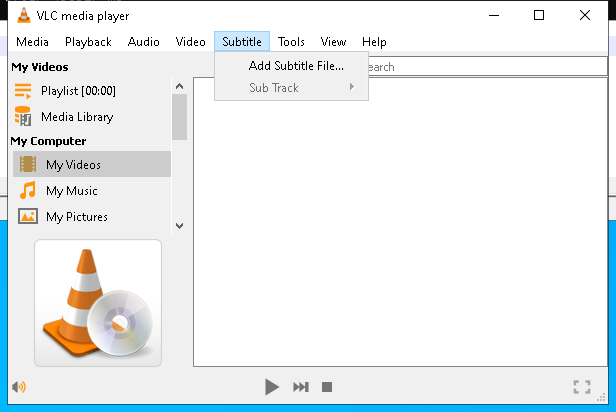 VLC media player
Media Playback Audio Video Subtitle Tools View Help
My Videos
Add Subtitle File...
Sub Track
Playlist [00:00]
Media Library
My Computer
My Videos
My Music
My Pictures